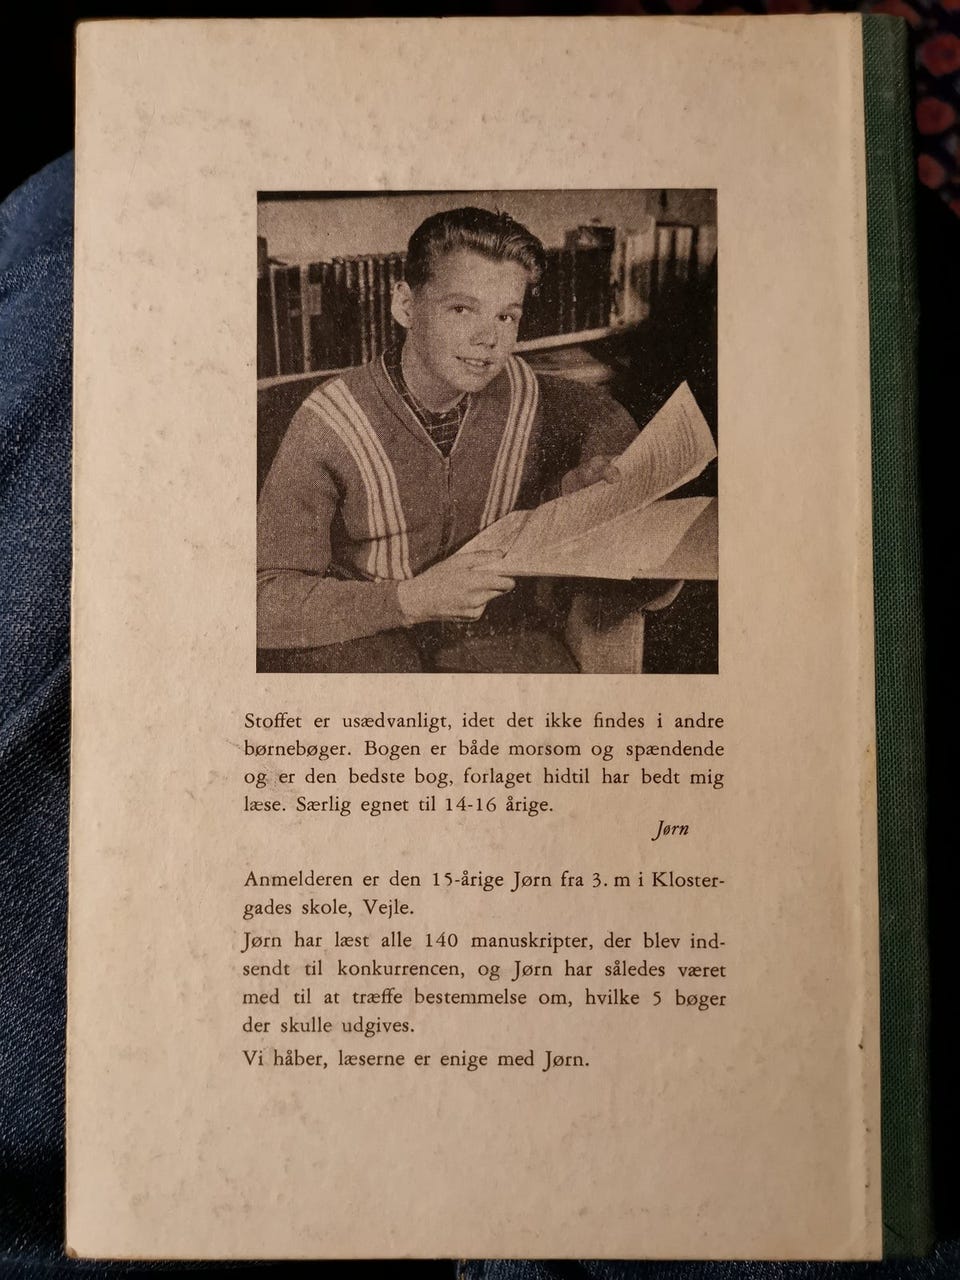 Stoffet er usædvanligt, idet det ikke findes i andre
børnebøger. Bogen er både morsom og spændende
og er den bedste bog, forlaget hidtil har bedt mig
læse. Særlig egnet til 14-16 årige.
Jørn
Anmelderen er den 15-årige Jørn fra 3. m i Kloster-
gades skole, Vejle.
Jørn har læst alle 140 manuskripter, der blev ind-
sendt til konkurrencen, og Jørn har således været
med til at træffe bestemmelse om, hvilke 5 bøger
der skulle udgives.
Vi håber, læserne er enige med Jørn.